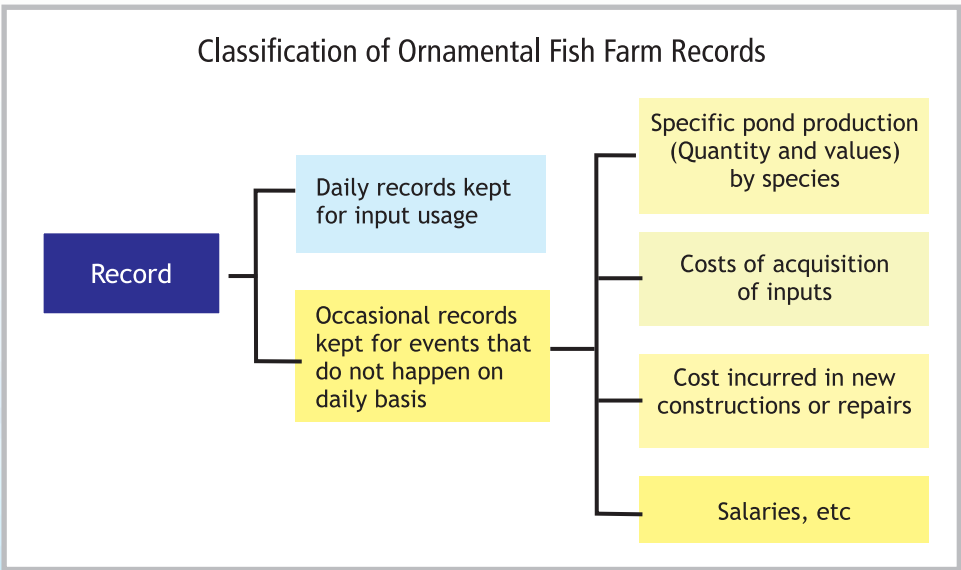 Classification of Ornamental Fish Farm Records
Record
Daily records kept
for input usage
Occasional records
kept for events that
do not happen on
daily basis
Specific pond production
(Quantity and values)
by species
Costs of acquisition
of inputs
Cost incurred in new
constructions or repairs
Salaries, etc